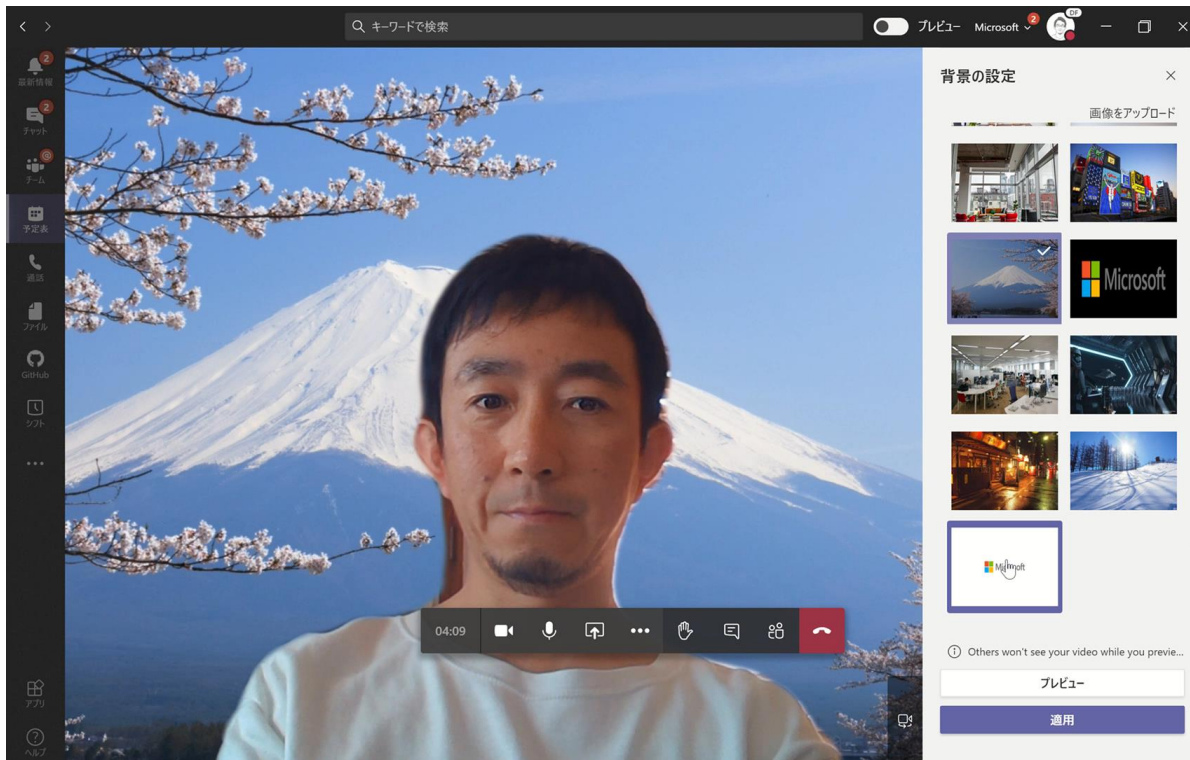 キーワードで検索
プレビュー
Microsoft
2
DF
2
最新情報
2
チャット
チーム
予定表
通話
ファイル
GitHub
シフト
アプリ
ヘルプ
04:09
背景の設定
画像をアップロード
Microsoft
Others won't see your video while you previe...
プレビュー
適用